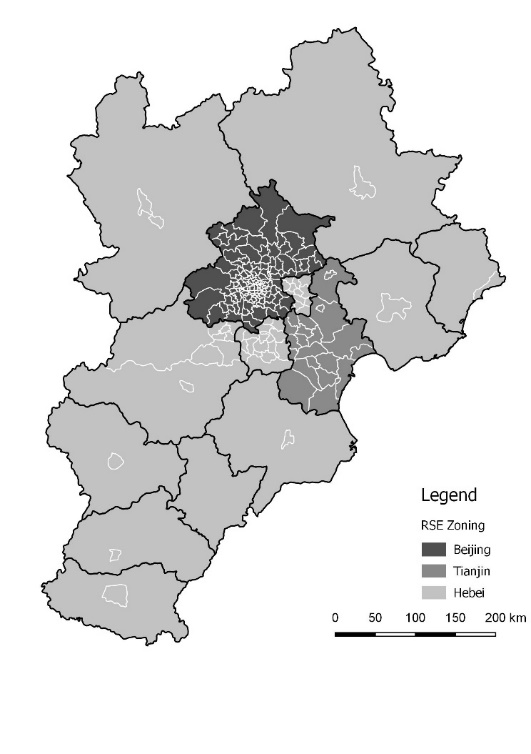 Legend
RSE Zoning
Beijing
Tianjin
Hebei
0 50 100 150 200 km